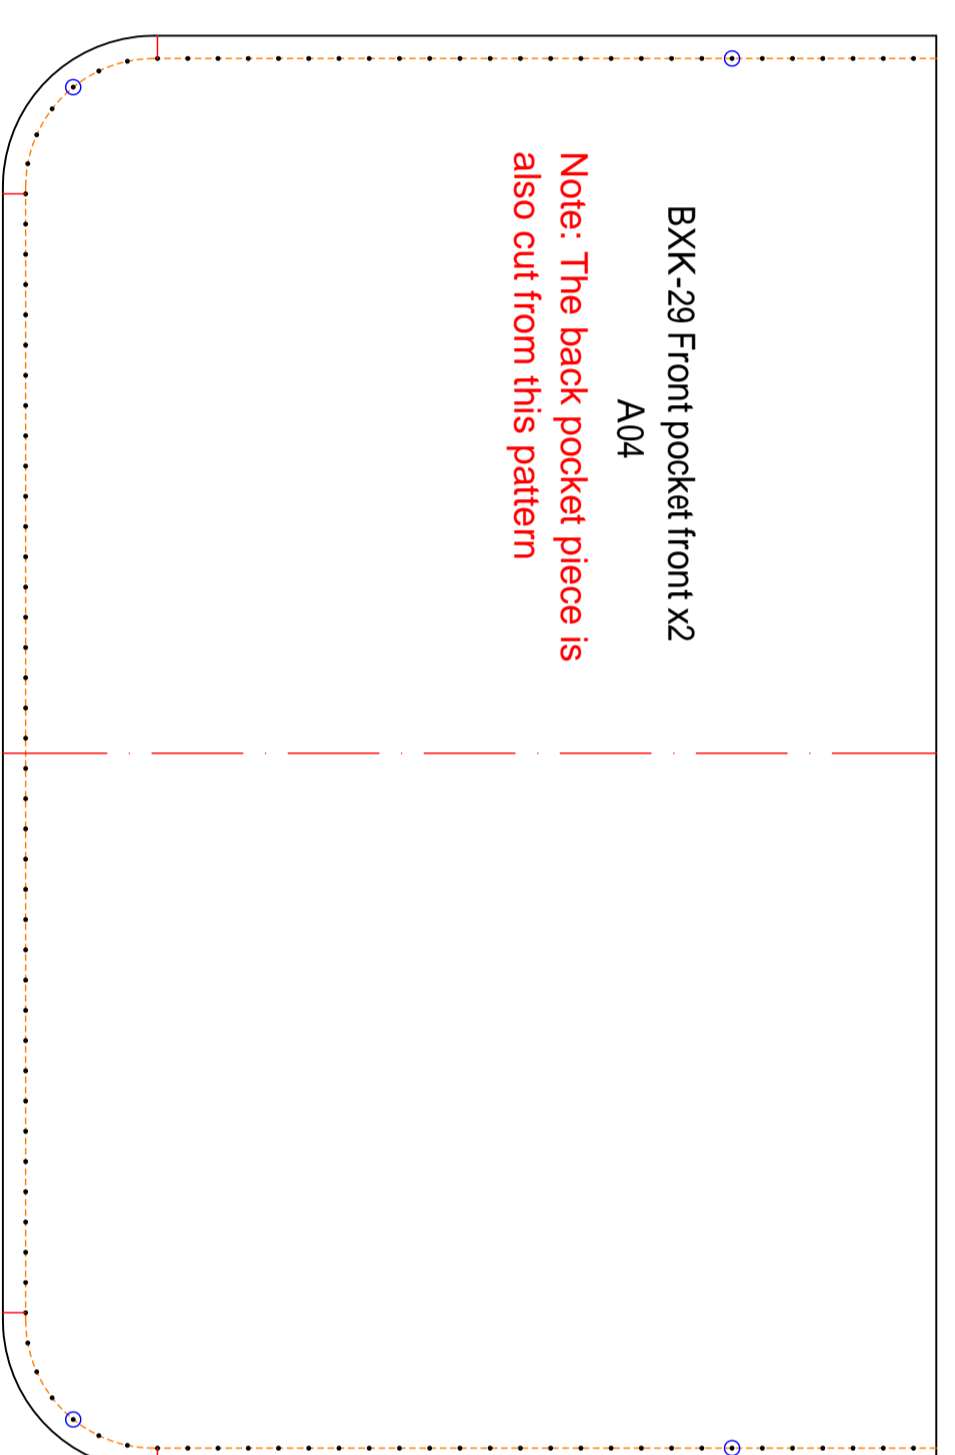 BXK-29 Front pocket front x2
A04
Note: The back pocket piece is
also cut from this pattern